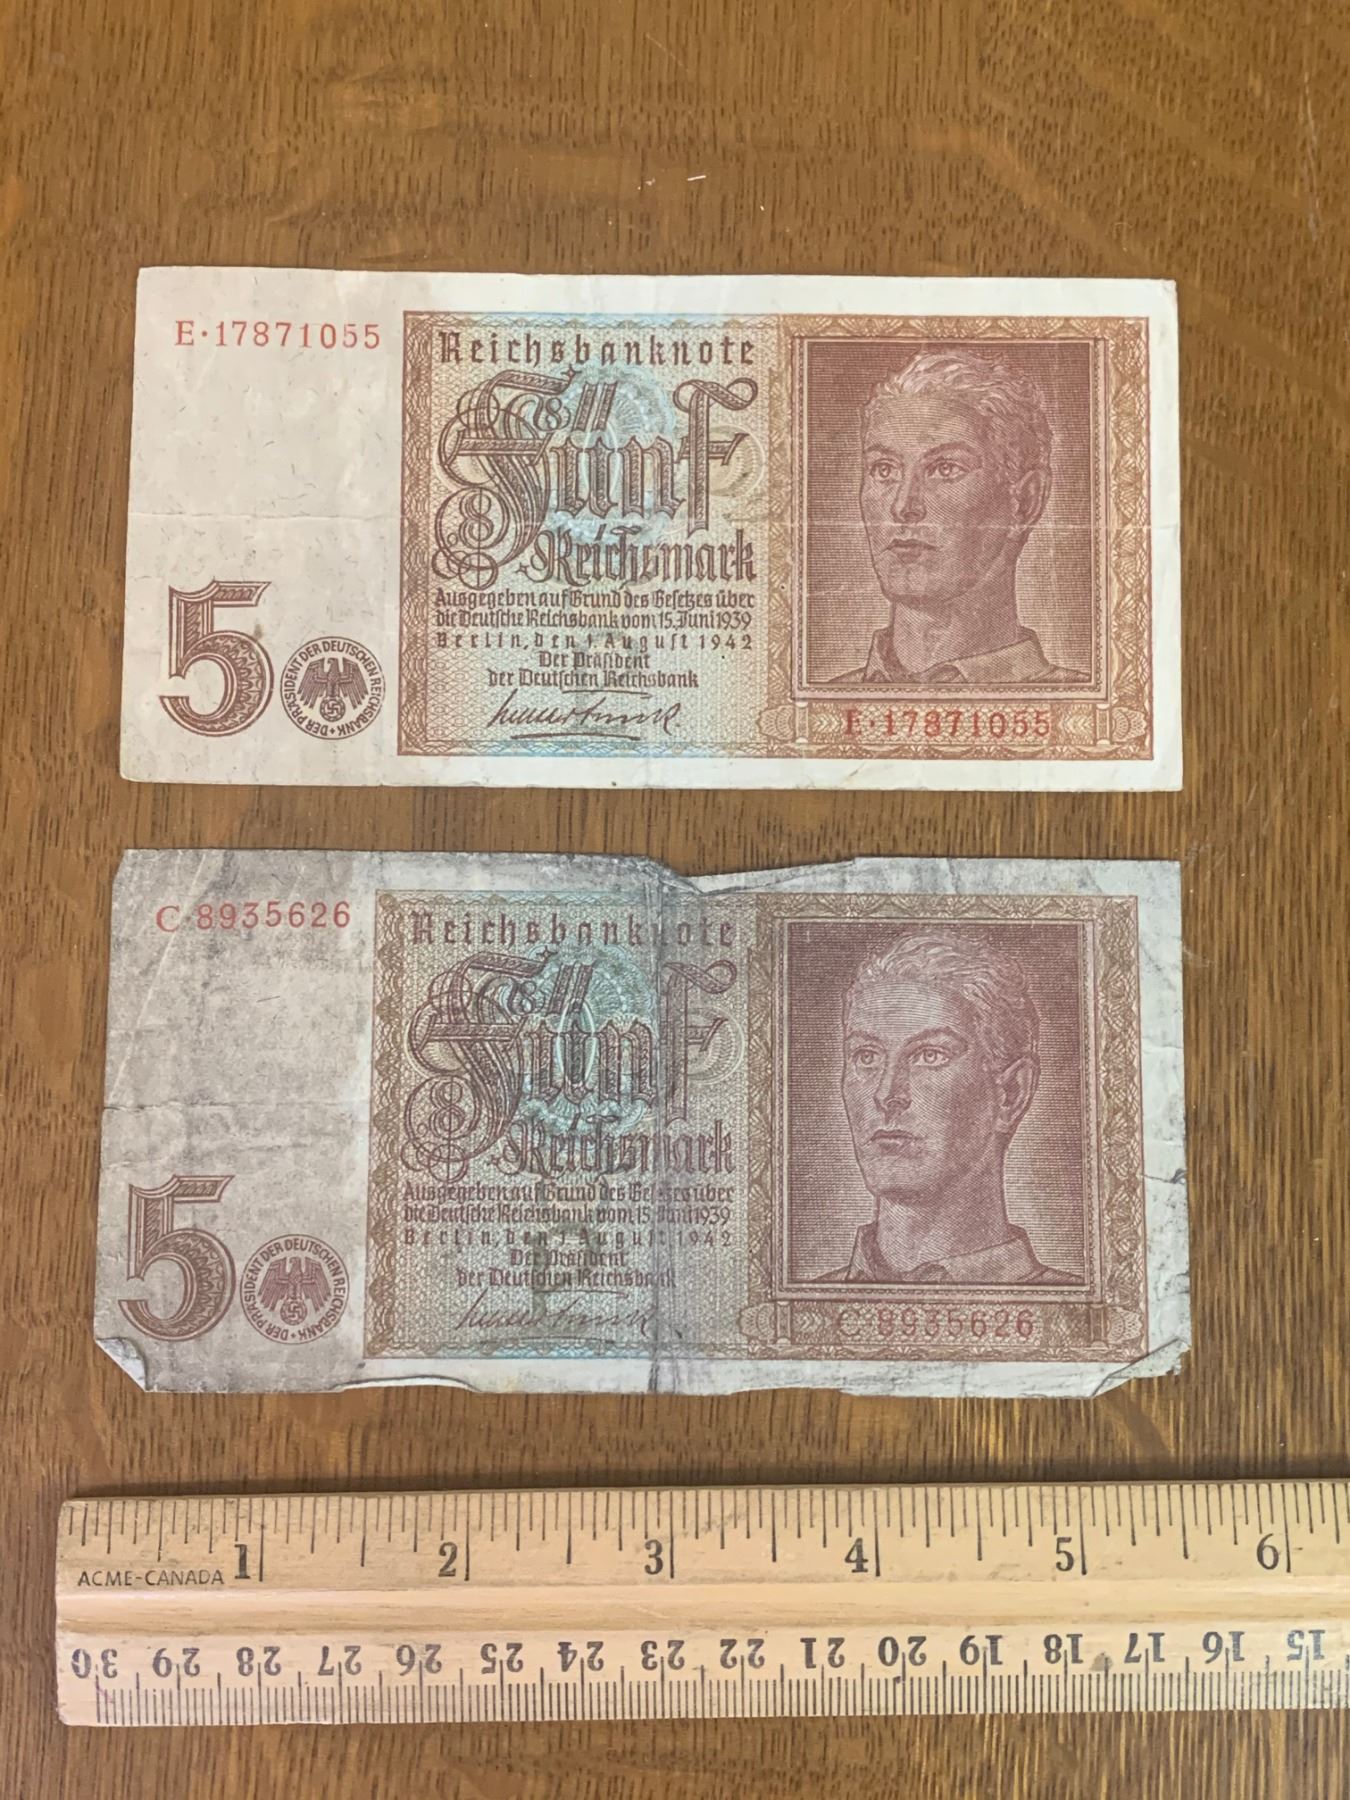 E·17871055
Reichsbanknote
Fünf
Reichsmark
Ausgegeben auf Grund des Gesetzes über
die Deutsche Reichsbank vom 15. Juni 1939
Berlin, den 1. August 1942
Der Präsident
der Deutschen Reichsbank
5
DER PRÄSIDENT DER DEUTSCHEN REICHSBANK
E·17871055
C·8935626
Reichsbanknote
Fünf
Reichsmark
Ausgegeben auf Grund des Gesetzes über
die Deutsche Reichsbank vom 15. Juni 1939
Berlin, den 1. August 1942
Der Präsident
der Deutschen Reichsbank
5
DER PRÄSIDENT DER DEUTSCHEN REICHSBANK
C·8935626
1 2 3 4 5 6
ACME-CANADA
30 29 28 27 26 25 24 23 22 21 20 19 18 17 16 15